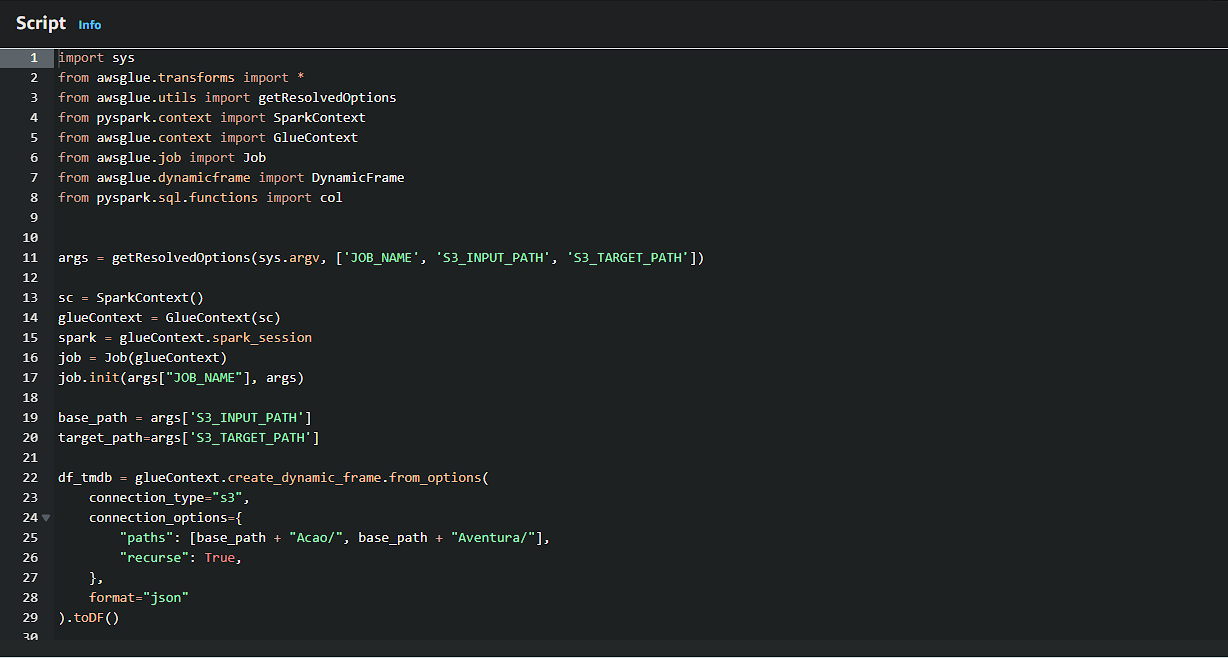 Script Info
1 import sys
2 from awsglue.transforms import *
3 from awsglue.utils import getResolvedOptions
4 from pyspark.context import SparkContext
5 from awsglue.context import GlueContext
6 from awsglue.job import Job
7 from awsglue.dynamicframe import DynamicFrame
8 from pyspark.sql.functions import col
9
10
11 args = getResolvedOptions(sys.argv, ['JOB_NAME', 'S3_INPUT_PATH', 'S3_TARGET_PATH'])
12
13 sc = SparkContext()
14 glueContext = GlueContext(sc)
15 spark = glueContext.spark_session
16 job = Job(glueContext)
17 job.init(args["JOB_NAME"], args)
18
19 base_path = args['S3_INPUT_PATH']
20 target_path=args['S3_TARGET_PATH']
21
22 df_tmdb = glueContext.create_dynamic_frame.from_options(
23     connection_type="s3",
24     connection_options={
25         "paths": [base_path + "Acao/", base_path + "Aventura/"],
26         "recurse": True,
27     },
28     format="json"
29 ).toDF()
30